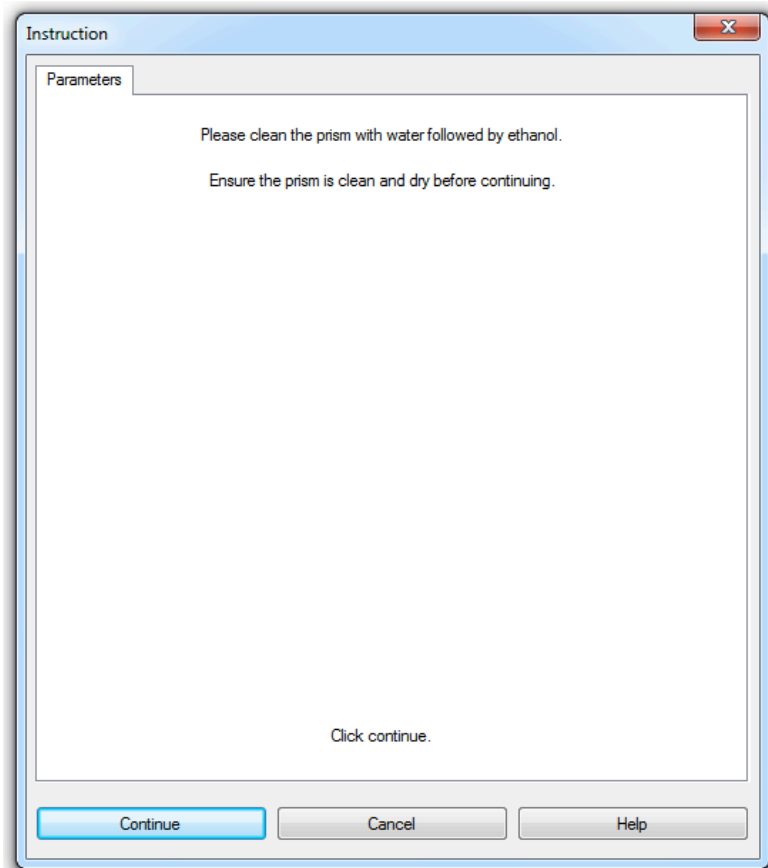 Instruction
Parameters
Please clean the prism with water followed by ethanol.
Ensure the prism is clean and dry before continuing.
Click continue.
Continue
Cancel
Help